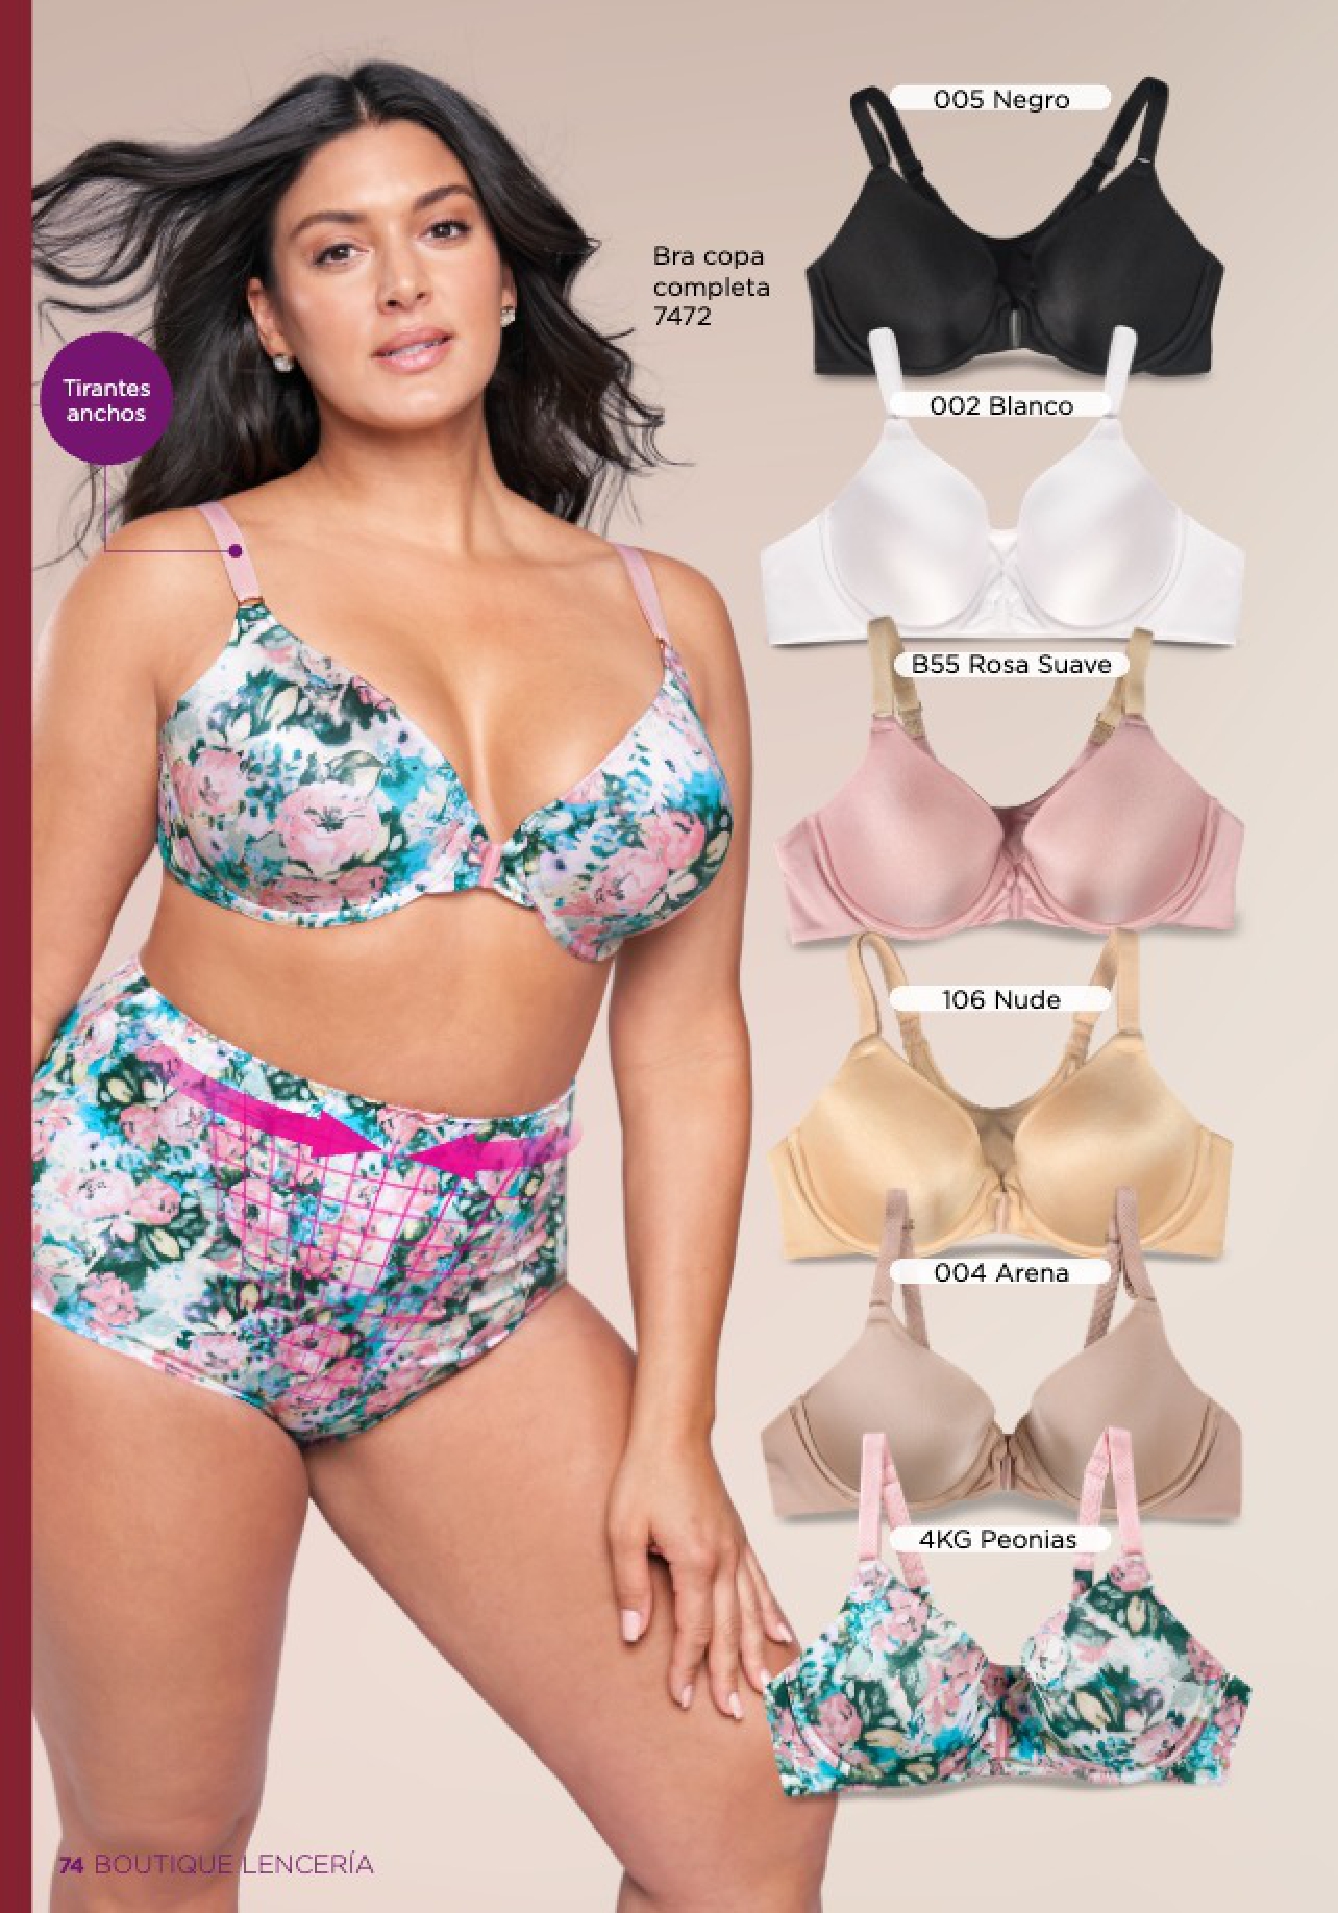 005 Negro
Bra copa
completa
7472
Tirantes
anchos
002 Blanco
B55 Rosa Suave
106 Nude
004 Arena
4KG Peonias
74 BOUTIQUE LENCERÍA